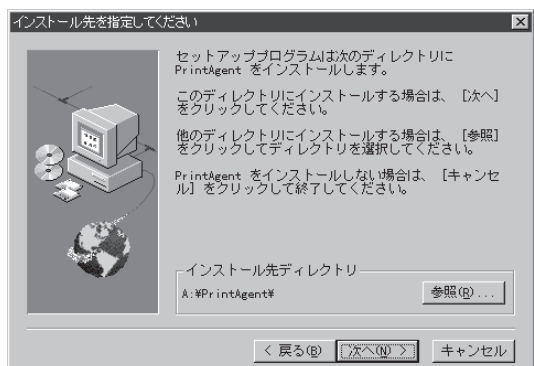 インストール先を指定してください
セットアッププログラムは次のディレクトリに
PrintAgent をインストールします。
このディレクトリにインストールする場合は、 [次へ]
をクリックしてください。
他のディレクトリにインストールする場合は、 [参照]
をクリックしてディレクトリを選択してください。
PrintAgent をインストールしない場合は、 [キャンセ
ル] をクリックして終了してください。
インストール先ディレクトリ
A:¥PrintAgent¥
参照(R)...
< 戻る(B)
次へ(N) >
キャンセル